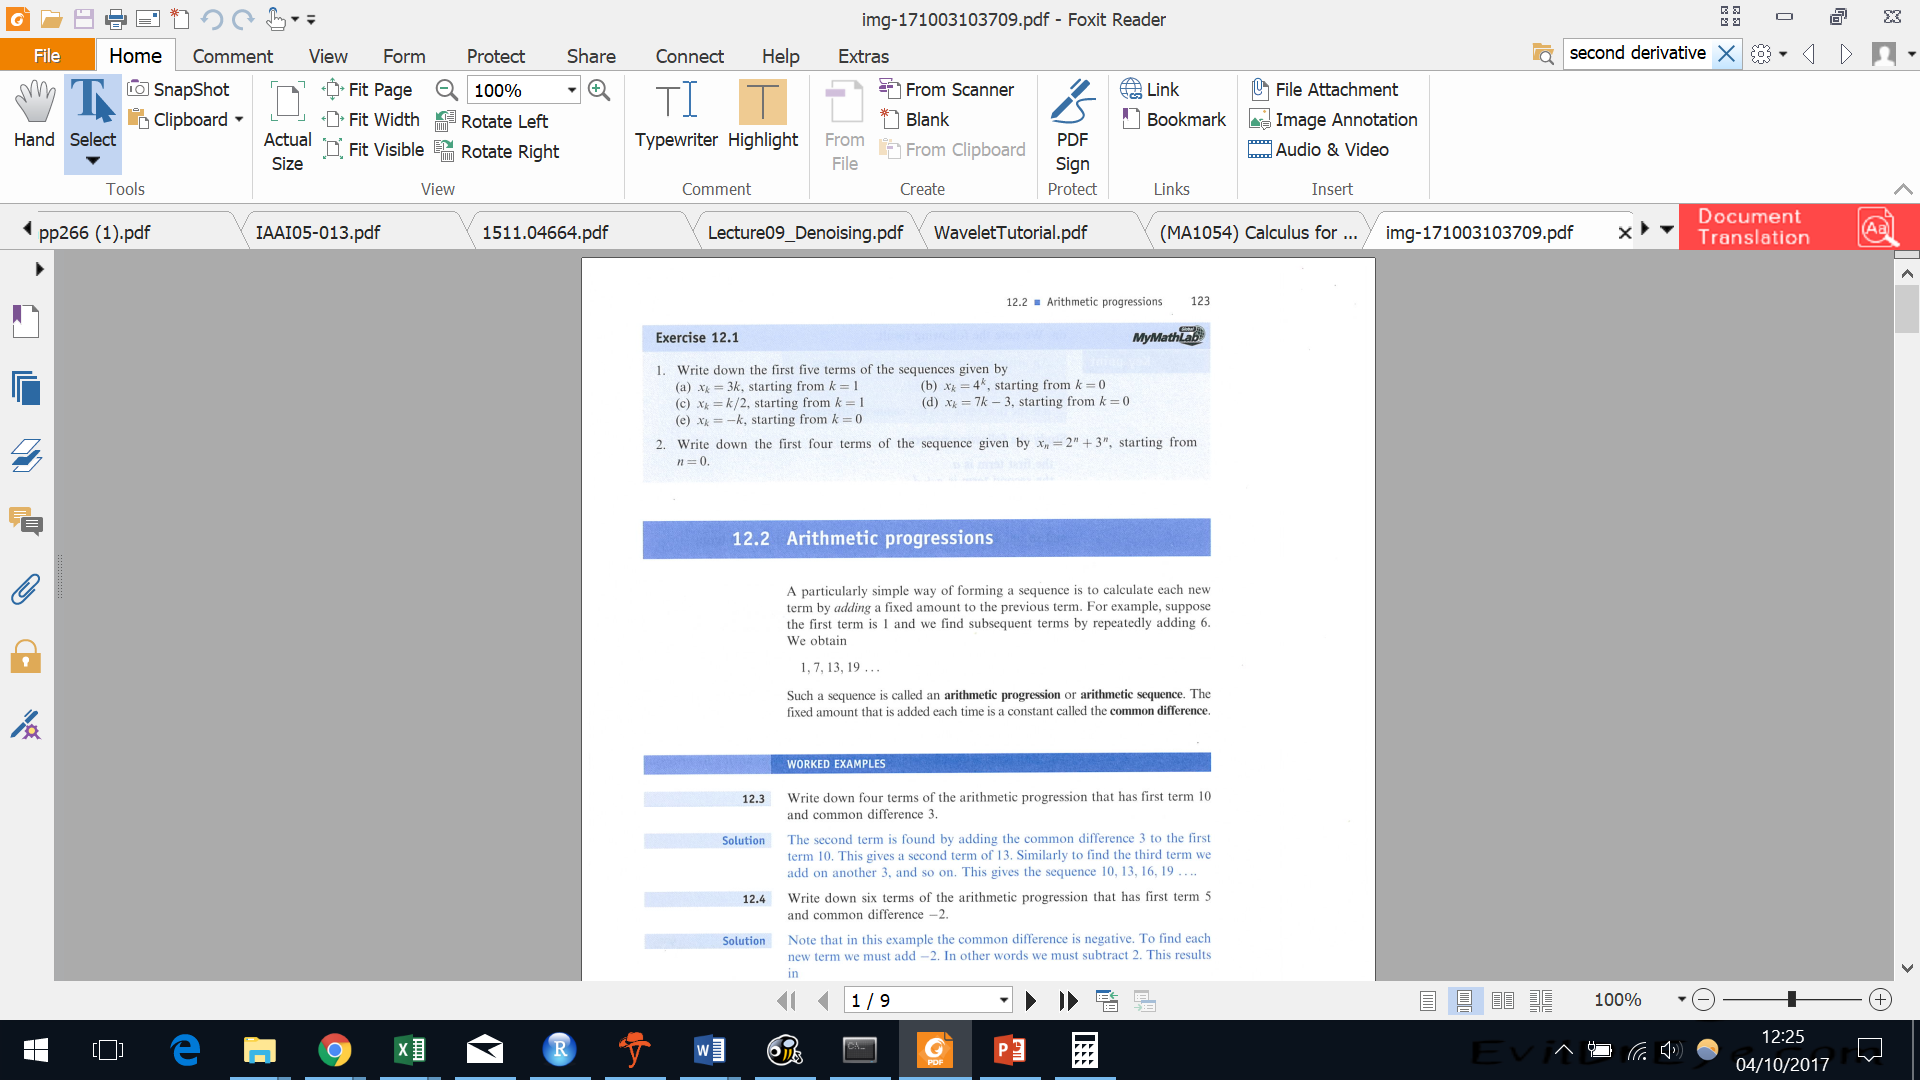 img-171003103709.pdf - Foxit Reader
File Home Comment View Form Protect Share Connect Help Extras second derivative
Hand
Select
SnapShot
Clipboard
Tools
Actual Size
Fit Page
Fit Width
Fit Visible
100%
Rotate Left
Rotate Right
View
Typewriter
Highlight
Comment
From File
From Scanner
Blank
From Clipboard
Create
PDF Sign
Protect
Link
Bookmark
Links
File Attachment
Image Annotation
Audio & Video
Insert
pp266 (1).pdf IAAI05-013.pdf 1511.04664.pdf Lecture09_Denoising.pdf WaveletTutorial.pdf (MA1054) Calculus for ... img-171003103709.pdf
Document
Translation
12.2 ■ Arithmetic progressions 123
Exercise 12.1 MyMathLab Global
1. Write down the first five terms of the sequences given by
(a) xₖ = 3k, starting from k = 1 (b) xₖ = 4ᵏ, starting from k = 0
(c) xₖ = k/2, starting from k = 1 (d) xₖ = 7k − 3, starting from k = 0
(e) xₖ = −k, starting from k = 0
2. Write down the first four terms of the sequence given by xₙ = 2ⁿ + 3ⁿ, starting from
n = 0.
12.2 Arithmetic progressions
A particularly simple way of forming a sequence is to calculate each new
term by adding a fixed amount to the previous term. For example, suppose
the first term is 1 and we find subsequent terms by repeatedly adding 6.
We obtain
1, 7, 13, 19 ...
Such a sequence is called an arithmetic progression or arithmetic sequence. The
fixed amount that is added each time is a constant called the common difference.
WORKED EXAMPLES
12.3 Write down four terms of the arithmetic progression that has first term 10
and common difference 3.
Solution The second term is found by adding the common difference 3 to the first
term 10. This gives a second term of 13. Similarly to find the third term we
add on another 3, and so on. This gives the sequence 10, 13, 16, 19 ....
12.4 Write down six terms of the arithmetic progression that has first term 5
and common difference −2.
Solution Note that in this example the common difference is negative. To find each
new term we must add −2. In other words we must subtract 2. This results
in
1 / 9
100%
12:25
04/10/2017